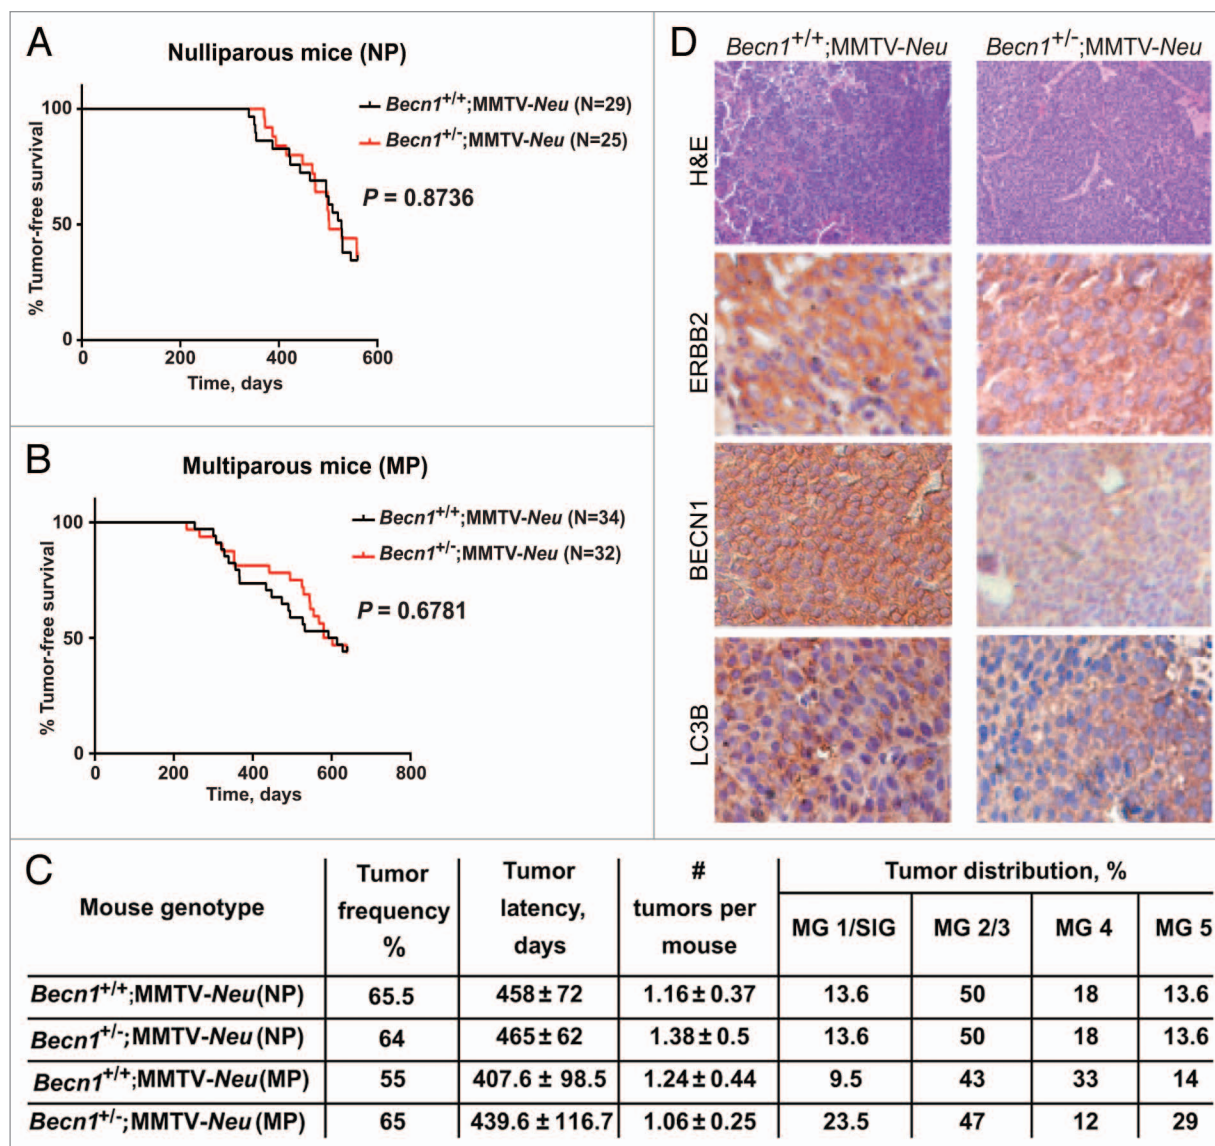 A
Nulliparous mice (NP)
Becn1+/+;MMTV-Neu (N=29)
Becn1+/-;MMTV-Neu (N=25)
P = 0.8736
% Tumor-free survival
100
50
0
0 200 400 600
Time, days
B
Multiparous mice (MP)
Becn1+/+;MMTV-Neu (N=34)
Becn1+/-;MMTV-Neu (N=32)
P = 0.6781
% Tumor-free survival
100
50
0
0 200 400 600 800
Time, days
D
Becn1+/+;MMTV-Neu Becn1+/-;MMTV-Neu
H&E
ERBB2
BECN1
LC3B
C
Mouse genotype
Tumor
frequency
%
Tumor
latency,
days
#
tumors per
mouse
Tumor distribution, %
MG 1/SIG MG 2/3 MG 4 MG 5
Becn1+/+;MMTV-Neu(NP) 65.5 458±72 1.16±0.37 13.6 50 18 13.6
Becn1+/-;MMTV-Neu (NP) 64 465±62 1.38±0.5 13.6 50 18 13.6
Becn1+/+;MMTV-Neu(MP) 55 407.6 ± 98.5 1.24±0.44 9.5 43 33 14
Becn1+/-;MMTV-Neu (MP) 65 439.6 ±116.7 1.06±0.25 23.5 47 12 29